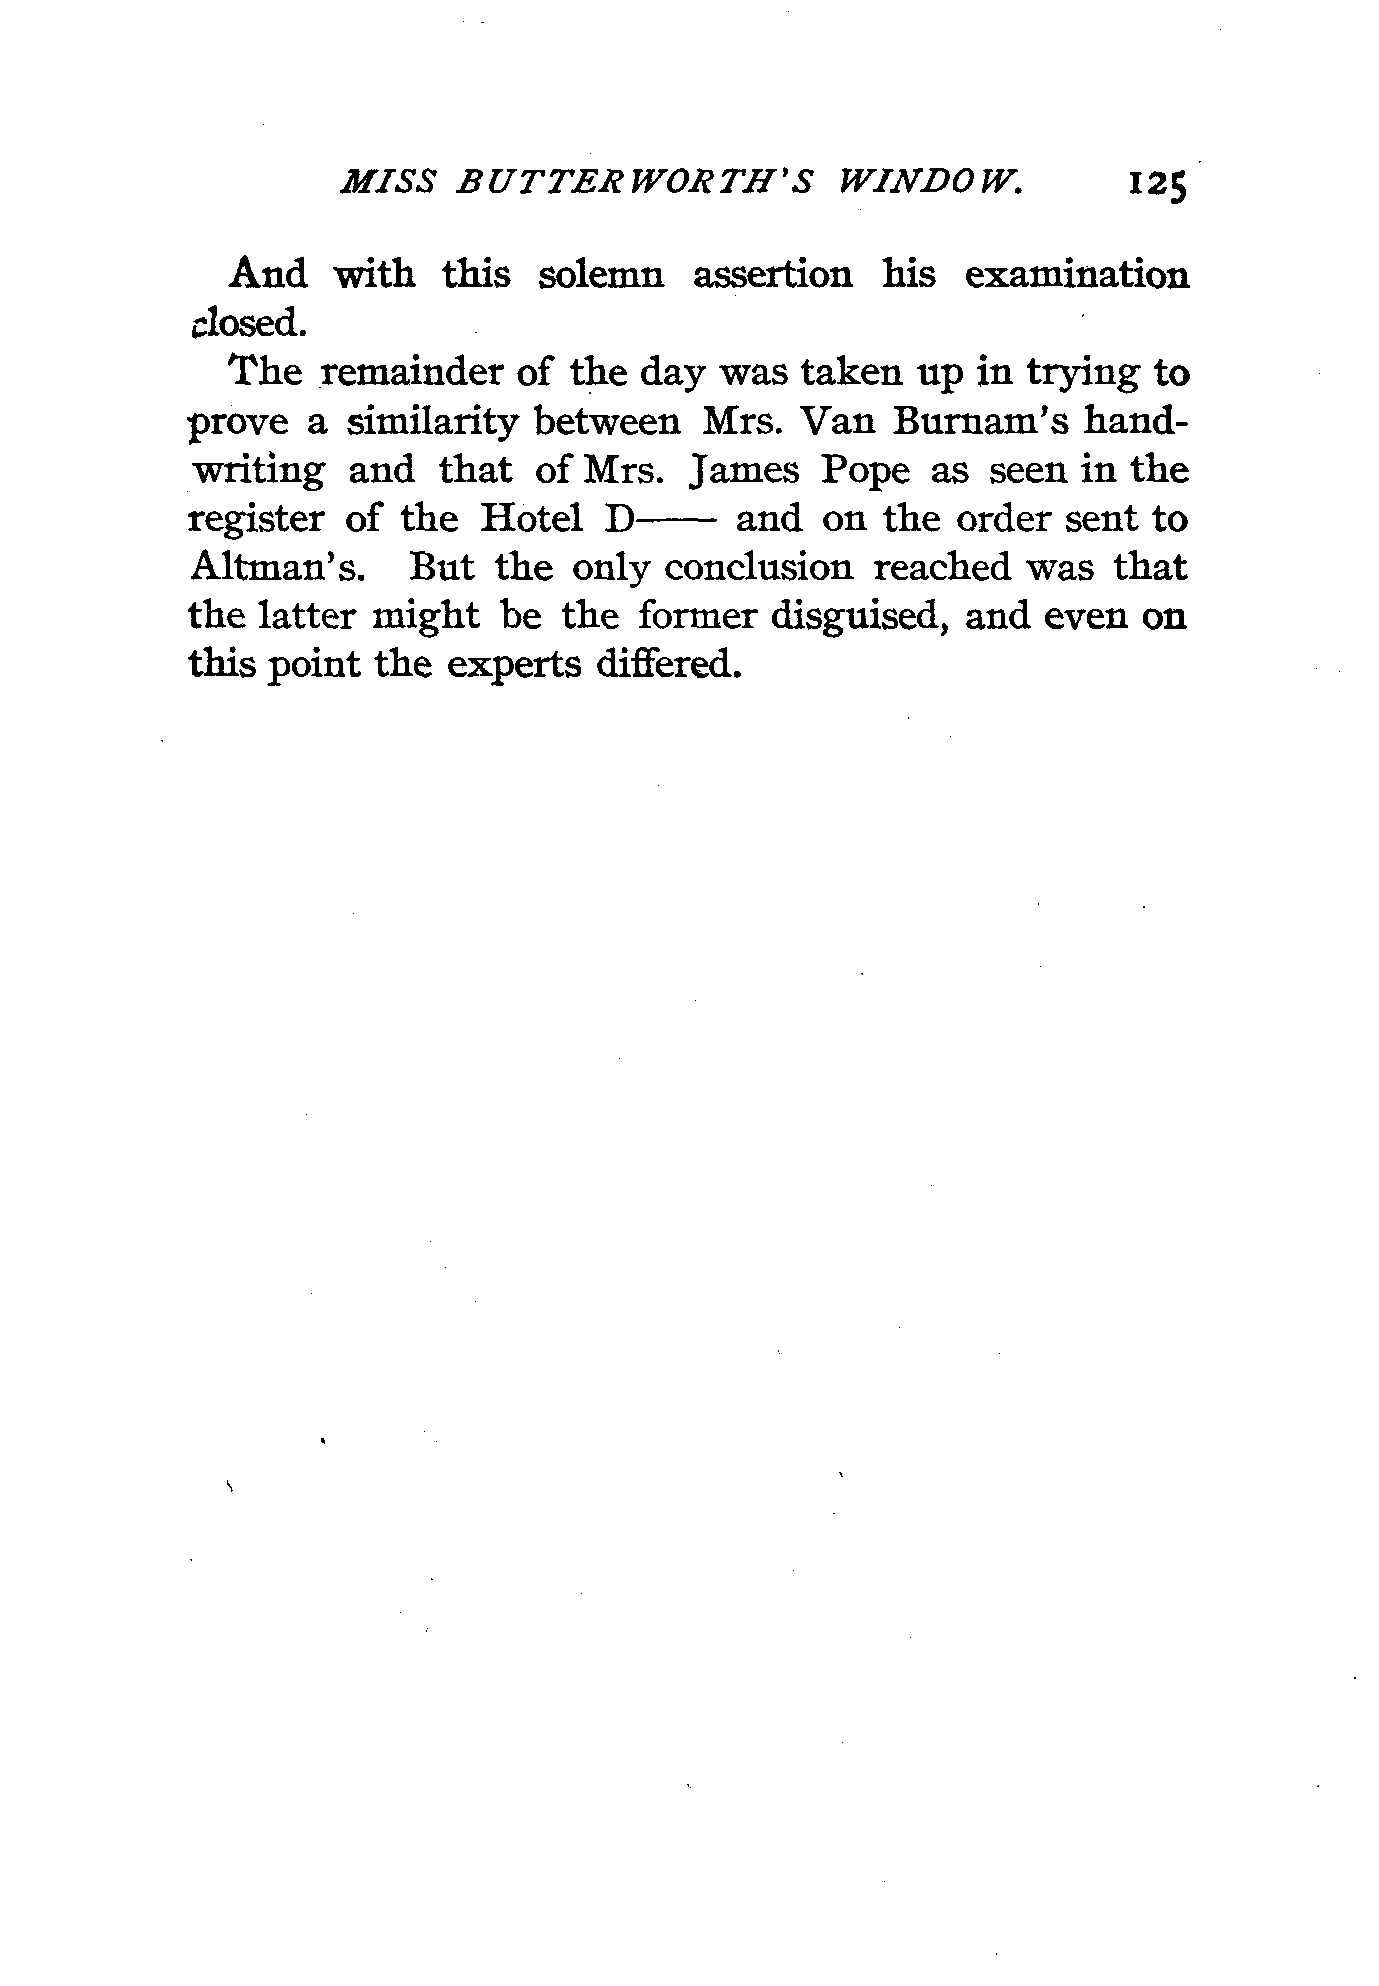 MISS BUTTERWORTH'S WINDOW. 125
And with this solemn assertion his examination
closed.
The remainder of the day was taken up in trying to
prove a similarity between Mrs. Van Burnam's hand-
writing and that of Mrs. James Pope as seen in the
register of the Hotel D—— and on the order sent to
Altman's. But the only conclusion reached was that
the latter might be the former disguised, and even on
this point the experts differed.